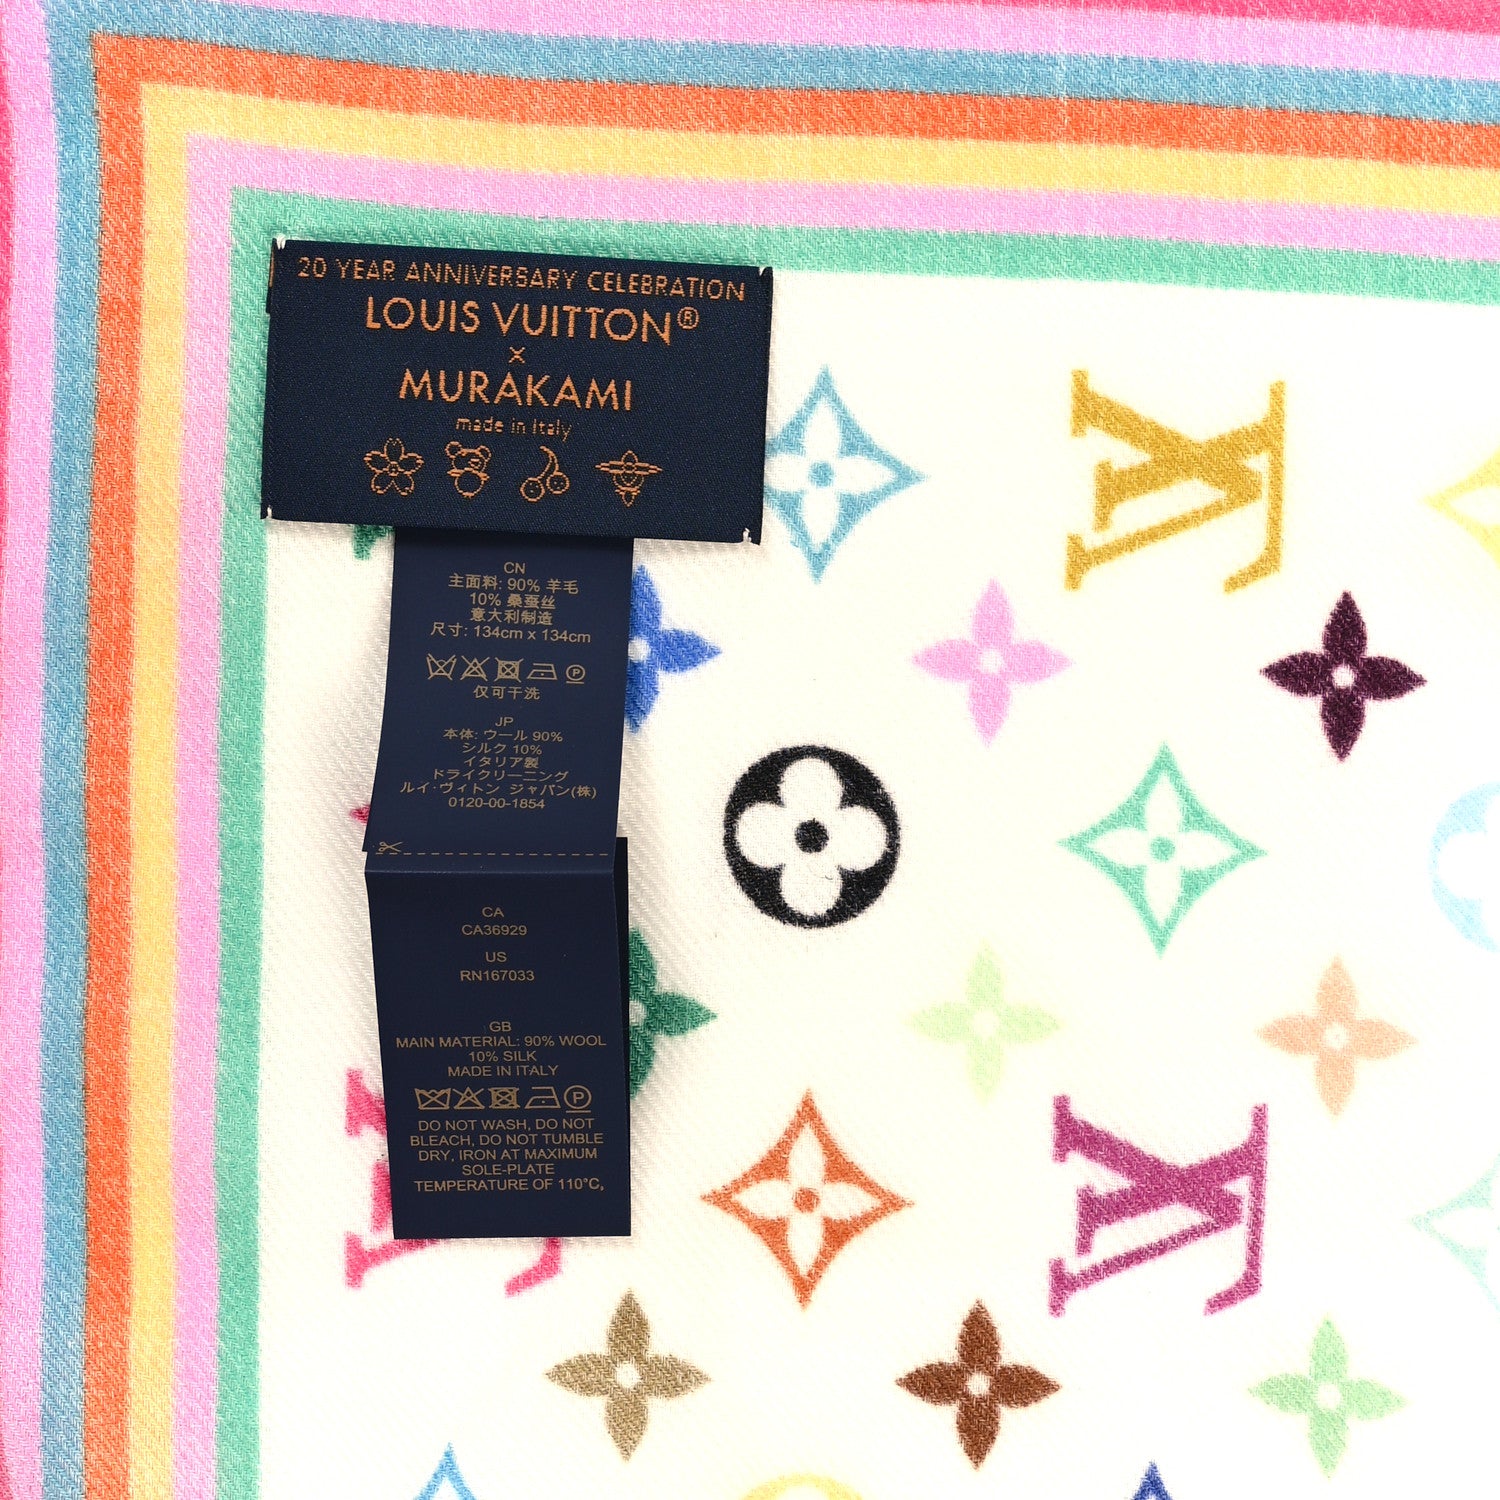 20 YEAR ANNIVERSARY CELEBRATION
LOUIS VUITTON®
×
MURAKAMI
made in Italy
CN
主面料: 90% 羊毛
10% 桑蚕丝
意大利制造
尺寸: 134cm x 134cm
仅可干洗
JP
本体: ウール 90%
シルク 10%
イタリア製
ドライクリーニング
ルイ·ヴィトン ジャパン(株)
0120-00-1854
CA
CA36929
US
RN167033
GB
MAIN MATERIAL: 90% WOOL
10% SILK
MADE IN ITALY
DO NOT WASH, DO NOT
BLEACH, DO NOT TUMBLE
DRY, IRON AT MAXIMUM
SOLE-PLATE
TEMPERATURE OF 110°C,